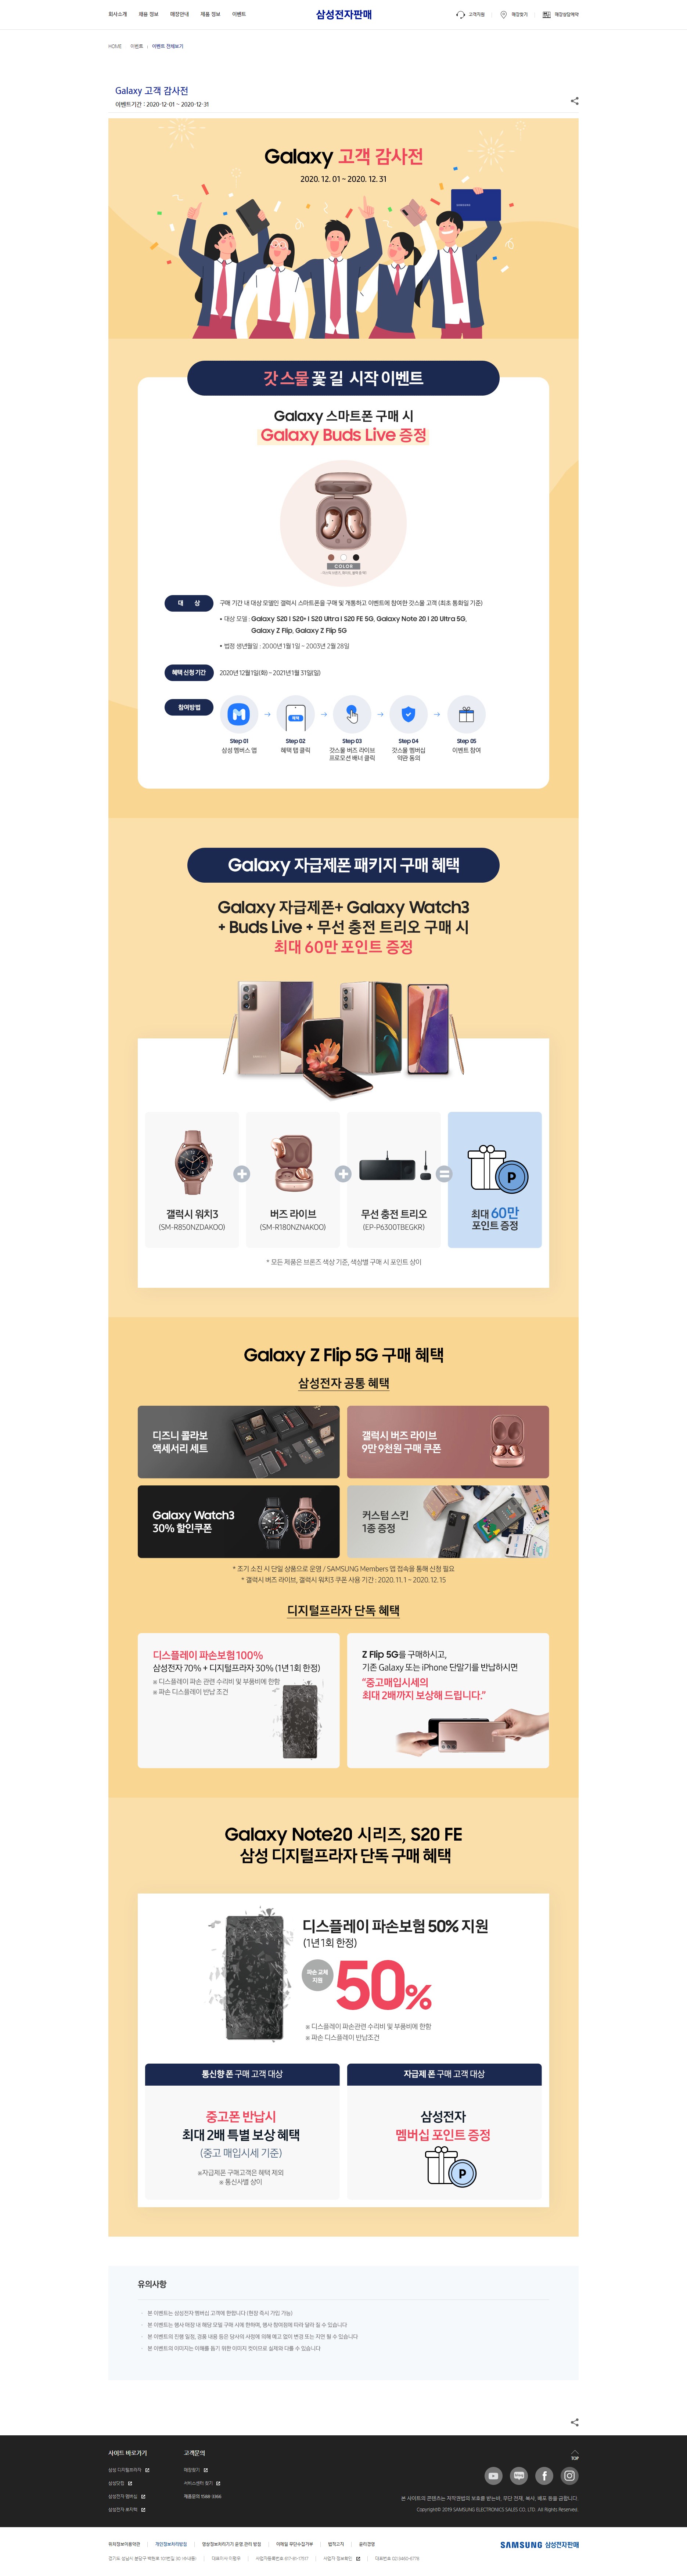 회사소개 채용 정보 매장안내 제품 정보 이벤트
삼성전자판매
고객지원 매장찾기 매장상담예약
HOME 이벤트 | 이벤트 전체보기
Galaxy 고객 감사전
이벤트기간 : 2020-12-01 ~ 2020-12-31
Galaxy 고객 감사전
2020. 12. 01 ~ 2020. 12. 31
SAMSUNG
갓 스물 꽃 길 시작 이벤트
Galaxy 스마트폰 구매 시
Galaxy Buds Live 증정
COLOR
대 상
구매 기간 내 대상 모델인 갤럭시 스마트폰을 구매 및 개통하고 이벤트에 참여한 갓스물 고객 (최초 통화일 기준)
• 대상 모델 : Galaxy S20 I S20+ I S20 Ultra I S20 FE 5G, Galaxy Note 20 I 20 Ultra 5G,
Galaxy Z Flip, Galaxy Z Flip 5G
• 법정 생년월일 : 2000년 1월 1일 ~ 2003년 2월 28일
혜택 신청 기간
2020년 12월 1일(화) ~ 2021년 1월 31일(일)
참여방법
혜택
Step 01 Step 02 Step 03 Step 04 Step 05
삼성 멤버스 앱 혜택 탭 클릭 갓스물 버즈 라이브 갓스물 멤버십 이벤트 참여
프로모션 배너 클릭 약관 동의
Galaxy 자급제폰 패키지 구매 혜택
Galaxy 자급제폰+ Galaxy Watch3
+ Buds Live + 무선 충전 트리오 구매 시
최대 60만 포인트 증정
P
갤럭시 워치3
(SM-R850NZDAKOO)
버즈 라이브
(SM-R180NZNAKOO)
무선 충전 트리오
(EP-P6300TBEGKR)
최대 60만
포인트 증정
* 모든 제품은 브론즈 색상 기준, 색상별 구매 시 포인트 상이
Galaxy Z Flip 5G 구매 혜택
삼성전자 공통 혜택
디즈니 콜라보
액세서리 세트
갤럭시 버즈 라이브
9만 9천원 구매 쿠폰
Galaxy Watch3
30% 할인쿠폰
커스텀 스킨
1종 증정
* 조기 소진 시 단일 상품으로 운영 / SAMSUNG Members 앱 접속을 통해 신청 필요
* 갤럭시 버즈 라이브, 갤럭시 워치3 쿠폰 사용 기간 : 2020. 11. 1 ~ 2020. 12. 15
디지털프라자 단독 혜택
디스플레이 파손보험100%
삼성전자 70% + 디지털프라자 30% (1년 1회 한정)
※ 디스플레이 파손 관련 수리비 및 부품비에 한함
※ 파손 디스플레이 반납 조건
Z Flip 5G를 구매하시고,
기존 Galaxy 또는 iPhone 단말기를 반납하시면
“중고매입시세의
최대 2배까지 보상해 드립니다.”
Galaxy Note20 시리즈, S20 FE
삼성 디지털프라자 단독 구매 혜택
디스플레이 파손보험 50% 지원
(1년 1회 한정)
파손 교체
지원
50%
※ 디스플레이 파손관련 수리비 및 부품비에 한함
※ 파손 디스플레이 반납조건
통신향 폰 구매 고객 대상
중고폰 반납시
최대 2배 특별 보상 혜택
(중고 매입시세 기준)
※자급제폰 구매고객은 혜택 제외
※ 통신사별 상이
자급제 폰 구매 고객 대상
삼성전자
멤버십 포인트 증정
P
유의사항
본 이벤트는 삼성전자 멤버십 고객에 한합니다 (현장 즉시 가입 가능)
본 이벤트는 행사 매장 내 해당 모델 구매 시에 한하며, 행사 참여점에 따라 달라 질 수 있습니다
본 이벤트의 진행 일정, 경품 내용 등은 당사의 사정에 의해 예고 없이 변경 또는 지연 될 수 있습니다
본 이벤트의 이미지는 이해를 돕기 위한 이미지 컷이므로 실제와 다를 수 있습니다
사이트 바로가기 고객문의
TOP
삼성 디지털프라자 매장찾기
삼성닷컴 서비스센터 찾기
삼성전자 멤버십 제품문의 1588-3366
삼성전자 로지텍
본 사이트의 콘텐츠는 저작권법의 보호를 받는바, 무단 전재, 복사, 배포 등을 금합니다.
Copyright© 2019 SAMSUNG ELECTRONICS SALES CO., LTD. All Rights Reserved.
위치정보이용약관 개인정보처리방침 영상정보처리기기 운영 관리 방침 이메일 무단수집거부 법적고지 윤리경영
SAMSUNG 삼성전자판매